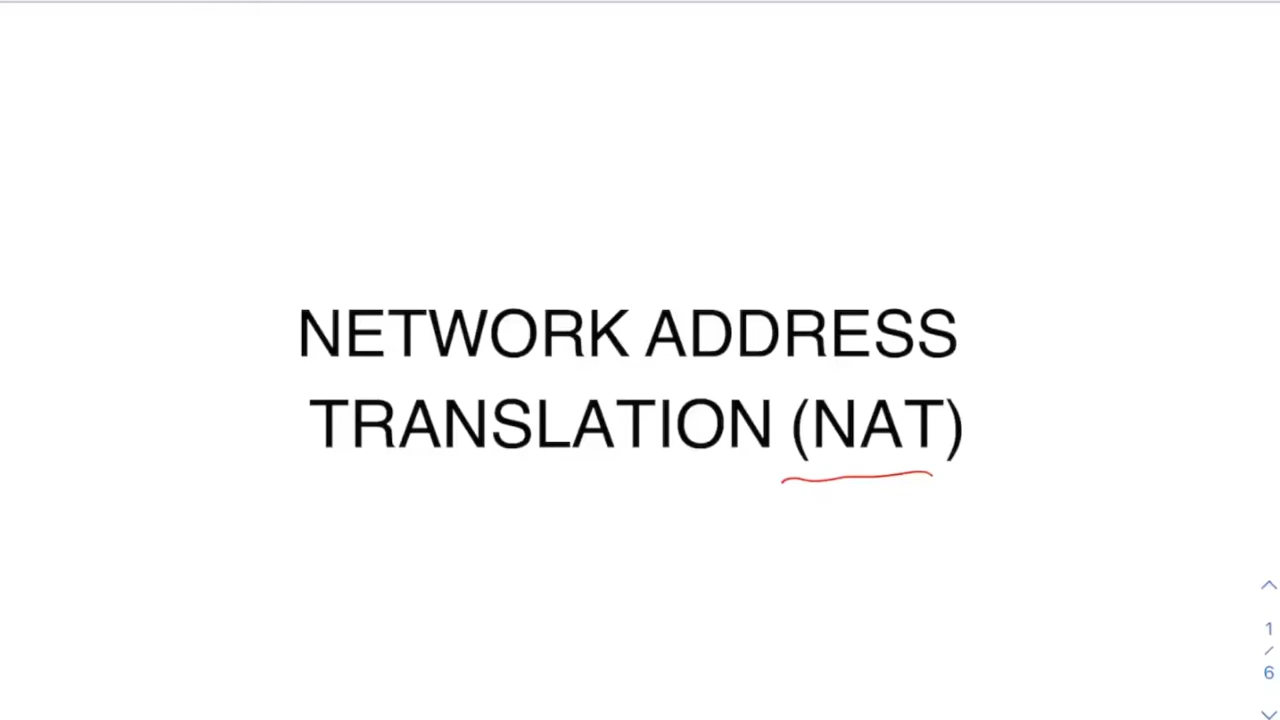 NETWORK ADDRESS
TRANSLATION (NAT)
1
/
6